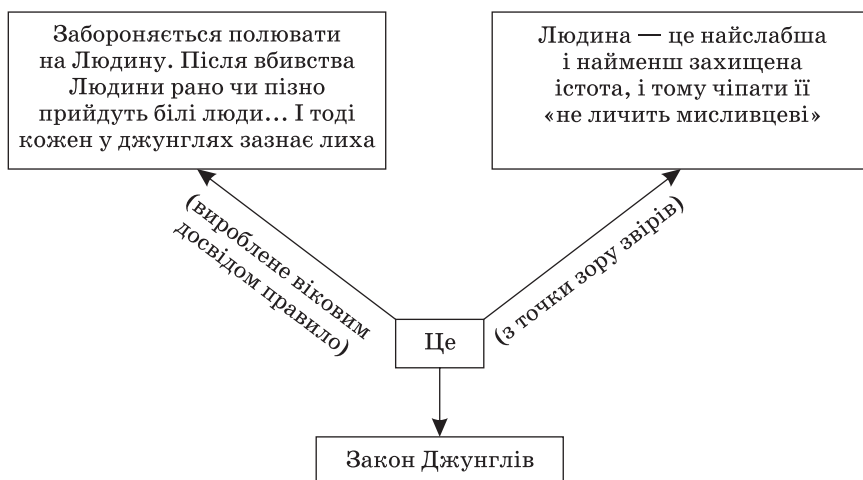 Забороняється полювати
на Людину. Після вбивства
Людини рано чи пізно
прийдуть білі люди... І тоді
кожен у джунглях зазнає лиха
Людина — це найслабша
і найменш захищена
істота, і тому чіпати її
«не личить мисливцеві»
(вироблене віковим
досвідом правило)
(з точки зору звірів)
Це
Закон Джунглів